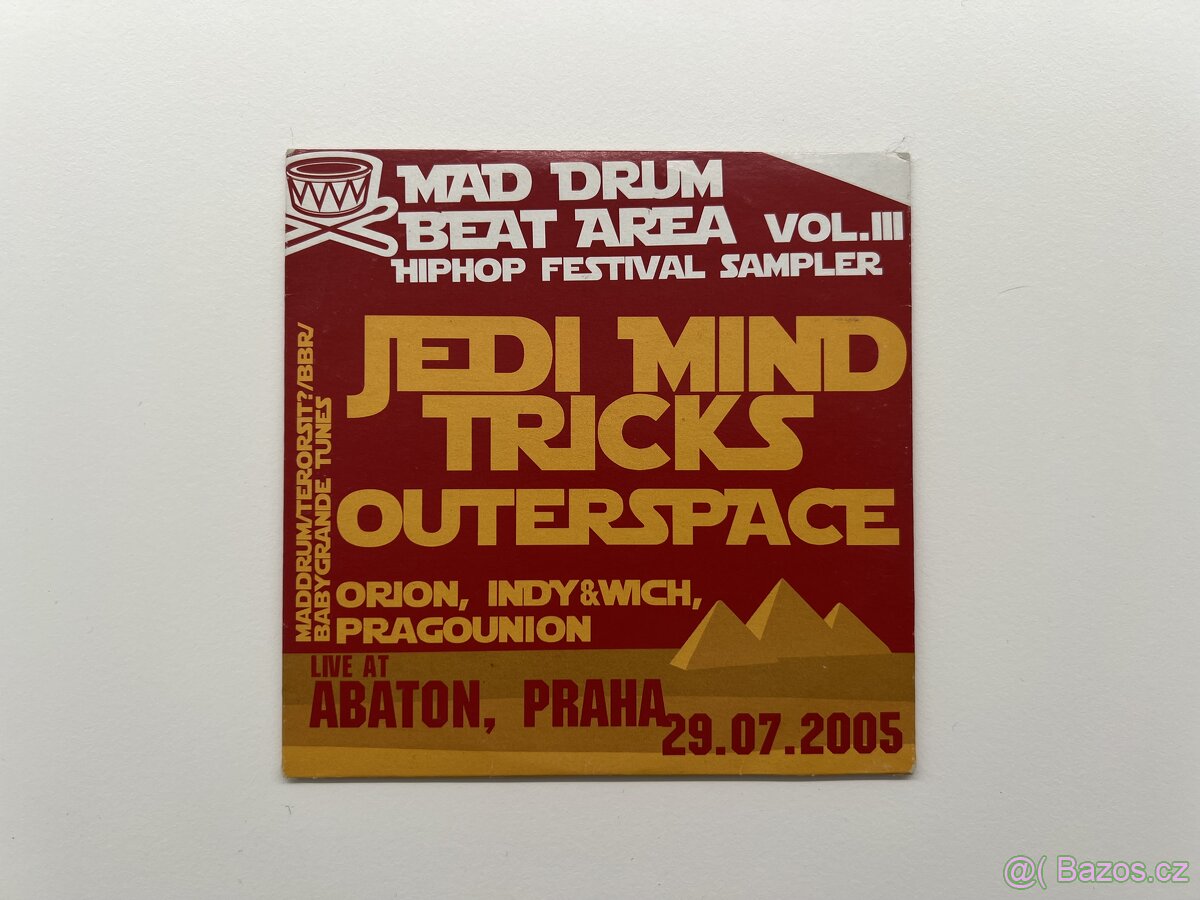 MAD DRUM
BEAT AREA VOL.III
HIPHOP FESTIVAL SAMPLER
JEDI MIND
TRICKS
OUTERSPACE
MADDRUM/TERORSIT?/BBR/
BABYGRANDE TUNES
ORION, INDY&WICH,
PRAGOUNION
LIVE AT
ABATON, PRAHA
29.07.2005
@( Bazos.cz